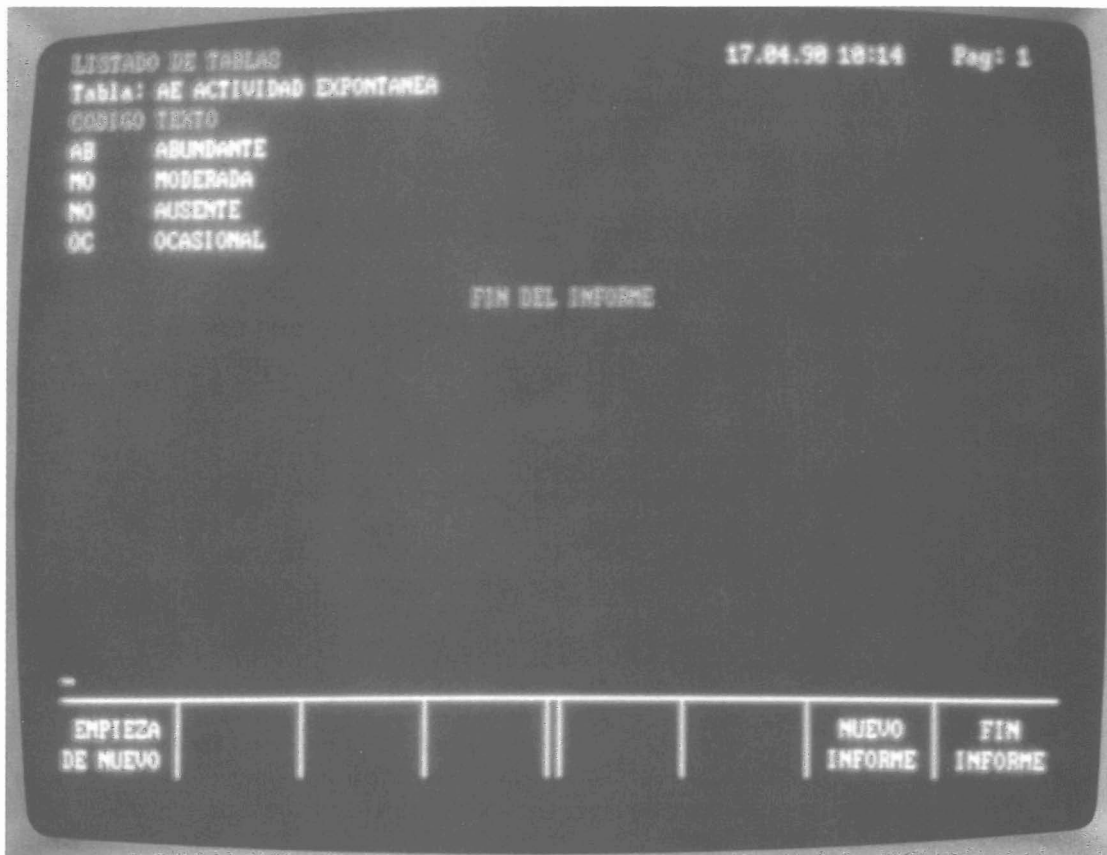 LISTADO DE TABLAS 17.04.90 10:14 Pag: 1
Tabla: AE ACTIVIDAD EXPONTANEA
CODIGO TEXTO
AB ABUNDANTE
MO MODERADA
NO AUSENTE
OC OCASIONAL
FIN DEL INFORME
EMPIEZA NUEVO FIN
DE NUEVO INFORME INFORME